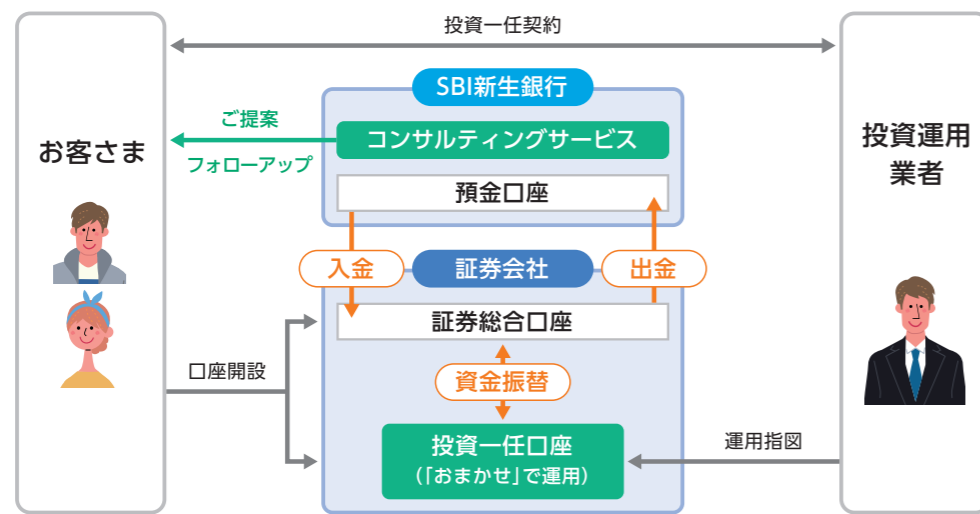 投資一任契約
SBI新生銀行
お客さま
ご提案
フォローアップ
コンサルティングサービス
預金口座
投資運用
業者
入金
証券会社
出金
証券総合口座
口座開設
資金振替
投資一任口座
(「おまかせ」で運用)
運用指図